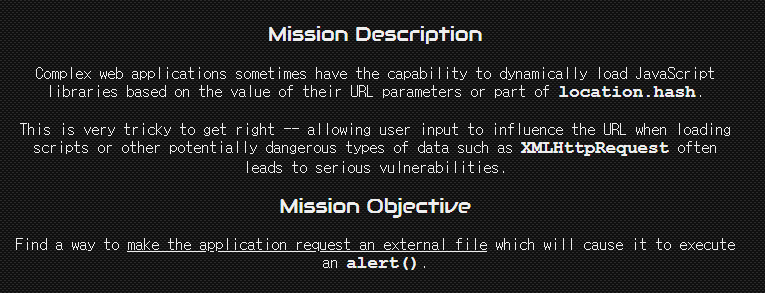 Mission Description
Complex web applications sometimes have the capability to dynamically load JavaScript
libraries based on the value of their URL parameters or part of location.hash.
This is very tricky to get right -- allowing user input to influence the URL when loading
scripts or other potentially dangerous types of data such as XMLHttpRequest often
leads to serious vulnerabilities.
Mission Objective
Find a way to make the application request an external file which will cause it to execute
an alert().